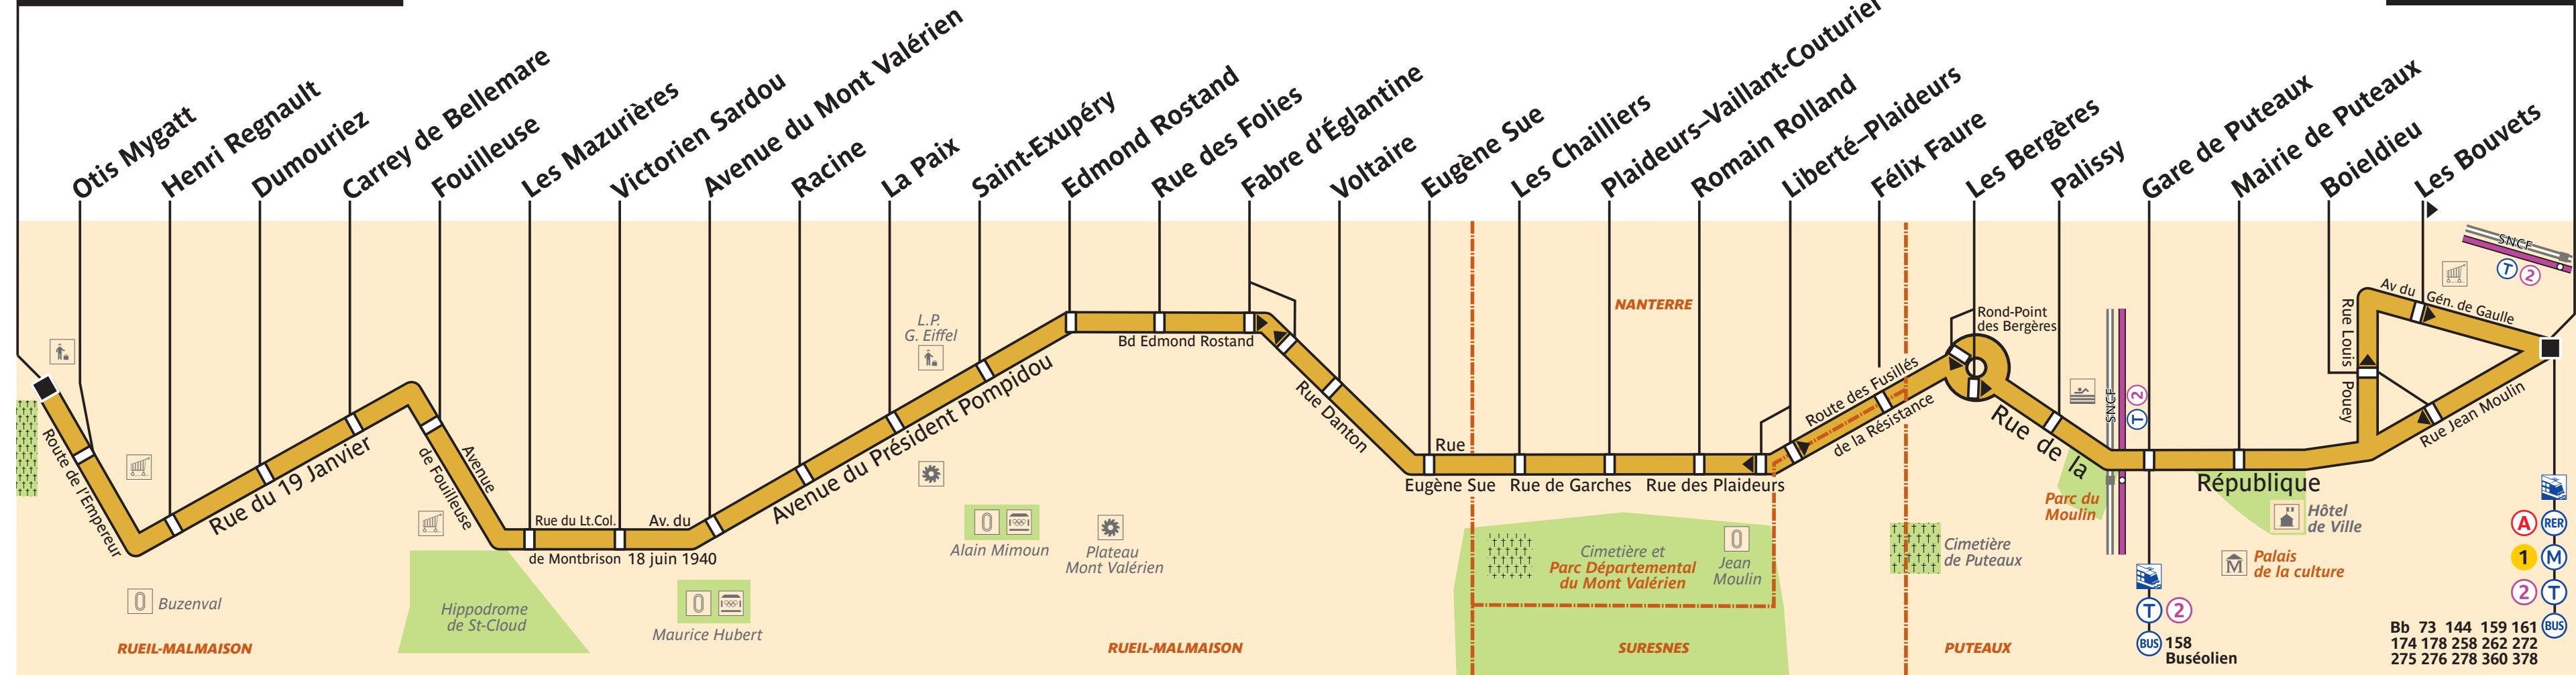 Otis Mygatt
Henri Regnault
Dumouriez
Carrey de Bellemare
Fouilleuse
Les Mazurières
Victorien Sardou
Avenue du Mont Valérien
Racine
La Paix
Saint-Exupéry
Edmond Rostand
Rue des Folies
Fabre d'Églantine
Voltaire
Eugène Sue
Les Chailliers
Plaideurs–Vaillant-Couturier
Romain Rolland
Liberté–Plaideurs
Félix Faure
Les Bergères
Palissy
Gare de Puteaux
Mairie de Puteaux
Boieldieu
Les Bouvets
Route de l'Empereur
Rue du 19 Janvier
Avenue
de Fouilleuse
Rue du Lt.Col.
de Montbrison
Av. du
18 juin 1940
Avenue du Président Pompidou
L.P.
G. Eiffel
Bd Edmond Rostand
Rue Danton
Rue
Eugène Sue
Rue de Garches
Rue des Plaideurs
NANTERRE
Route des Fusillés
de la Résistance
Rond-Point
des Bergères
Rue de la
République
SNCF
2
T
Rue Louis
Pouey
Av du Gén. de Gaulle
Rue Jean Moulin
SNCF
T 2
Buzenval
RUEIL-MALMAISON
Hippodrome
de St-Cloud
Maurice Hubert
Alain Mimoun
Plateau
Mont Valérien
RUEIL-MALMAISON
Cimetière et
Parc Départemental
du Mont Valérien
Jean
Moulin
SURESNES
Cimetière
de Puteaux
PUTEAUX
Parc du
Moulin
Hôtel
de Ville
M
Palais
de la culture
T 2
BUS 158
Buséolien
A RER
1 M
2 T
BUS
Bb 73 144 159 161
174 178 258 262 272
275 276 278 360 378